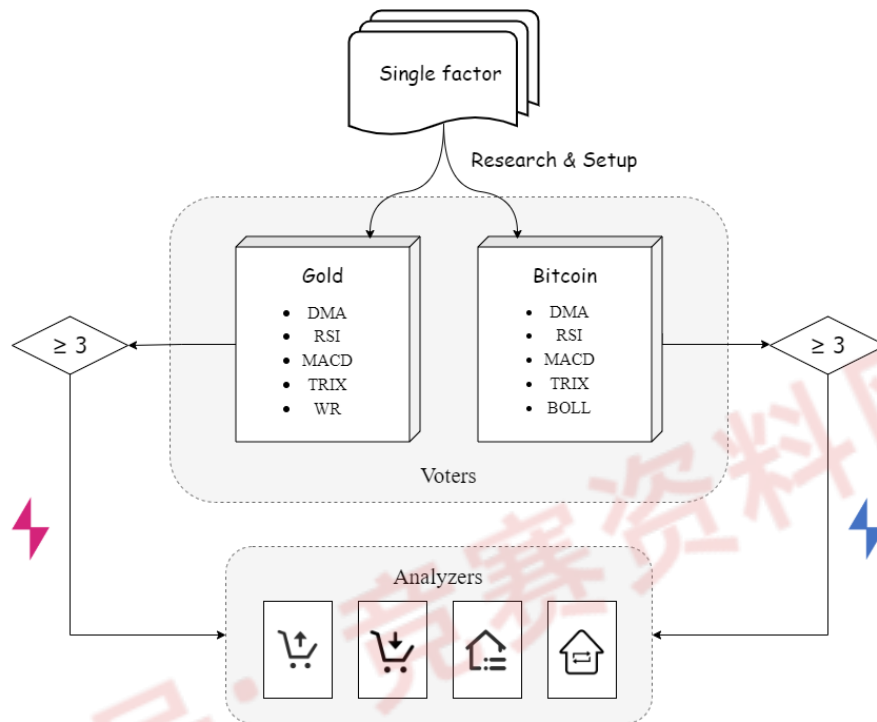 Single factor
Research & Setup
Gold
• DMA
• RSI
• MACD
• TRIX
• WR
Bitcoin
• DMA
• RSI
• MACD
• TRIX
• BOLL
≥ 3
≥ 3
Voters
Analyzers
竞赛资料